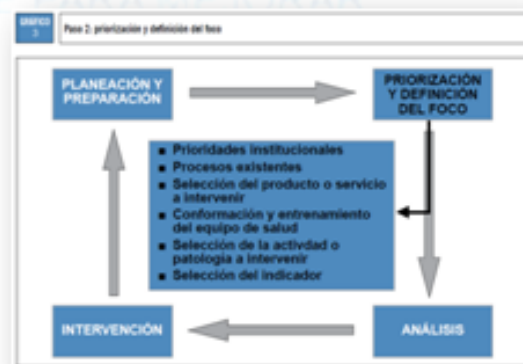 GRÁFICO
3
Paso 2: priorización y definición del foco
PLANEACIÓN Y
PREPARACIÓN
PRIORIZACIÓN
Y DEFINICIÓN
DEL FOCO
■ Prioridades institucionales
■ Procesos existentes
■ Selección del producto o servicio
a intervenir
■ Conformación y entrenamiento
del equipo de salud
■ Selección de la actividad o
patología a intervenir
■ Selección del indicador
INTERVENCIÓN
ANÁLISIS